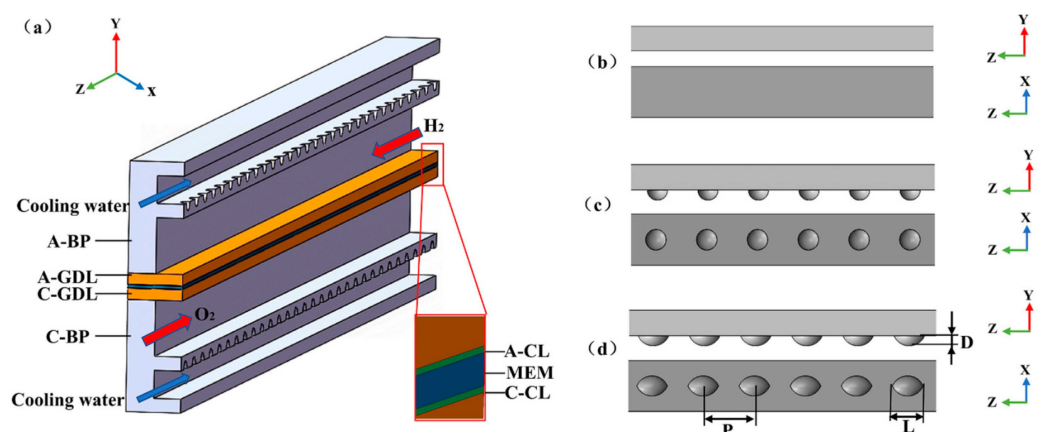 (a)
Y
Z
X
H2
Cooling water
A-BP
A-GDL
C-GDL
O2
C-BP
Cooling water
A-CL
MEM
C-CL
(b)
Y
Z
X
Z
(c)
Y
Z
X
Z
(d)
D
Y
Z
X
Z
P
L